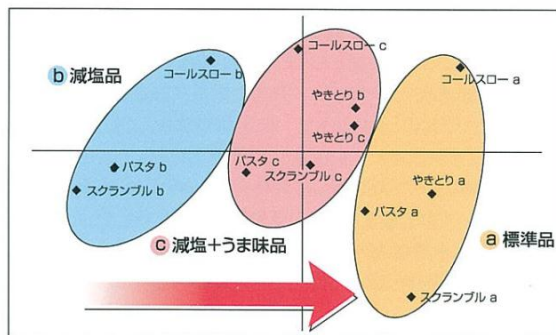 コールスロー c
ⓑ 減塩品
コールスロー b
コールスロー a
やきとり b
やきとり c
パスタ b
パスタ c
スクランブル c
スクランブル b
やきとり a
パスタ a
ⓒ 減塩+うま味品
ⓐ 標準品
スクランブル a